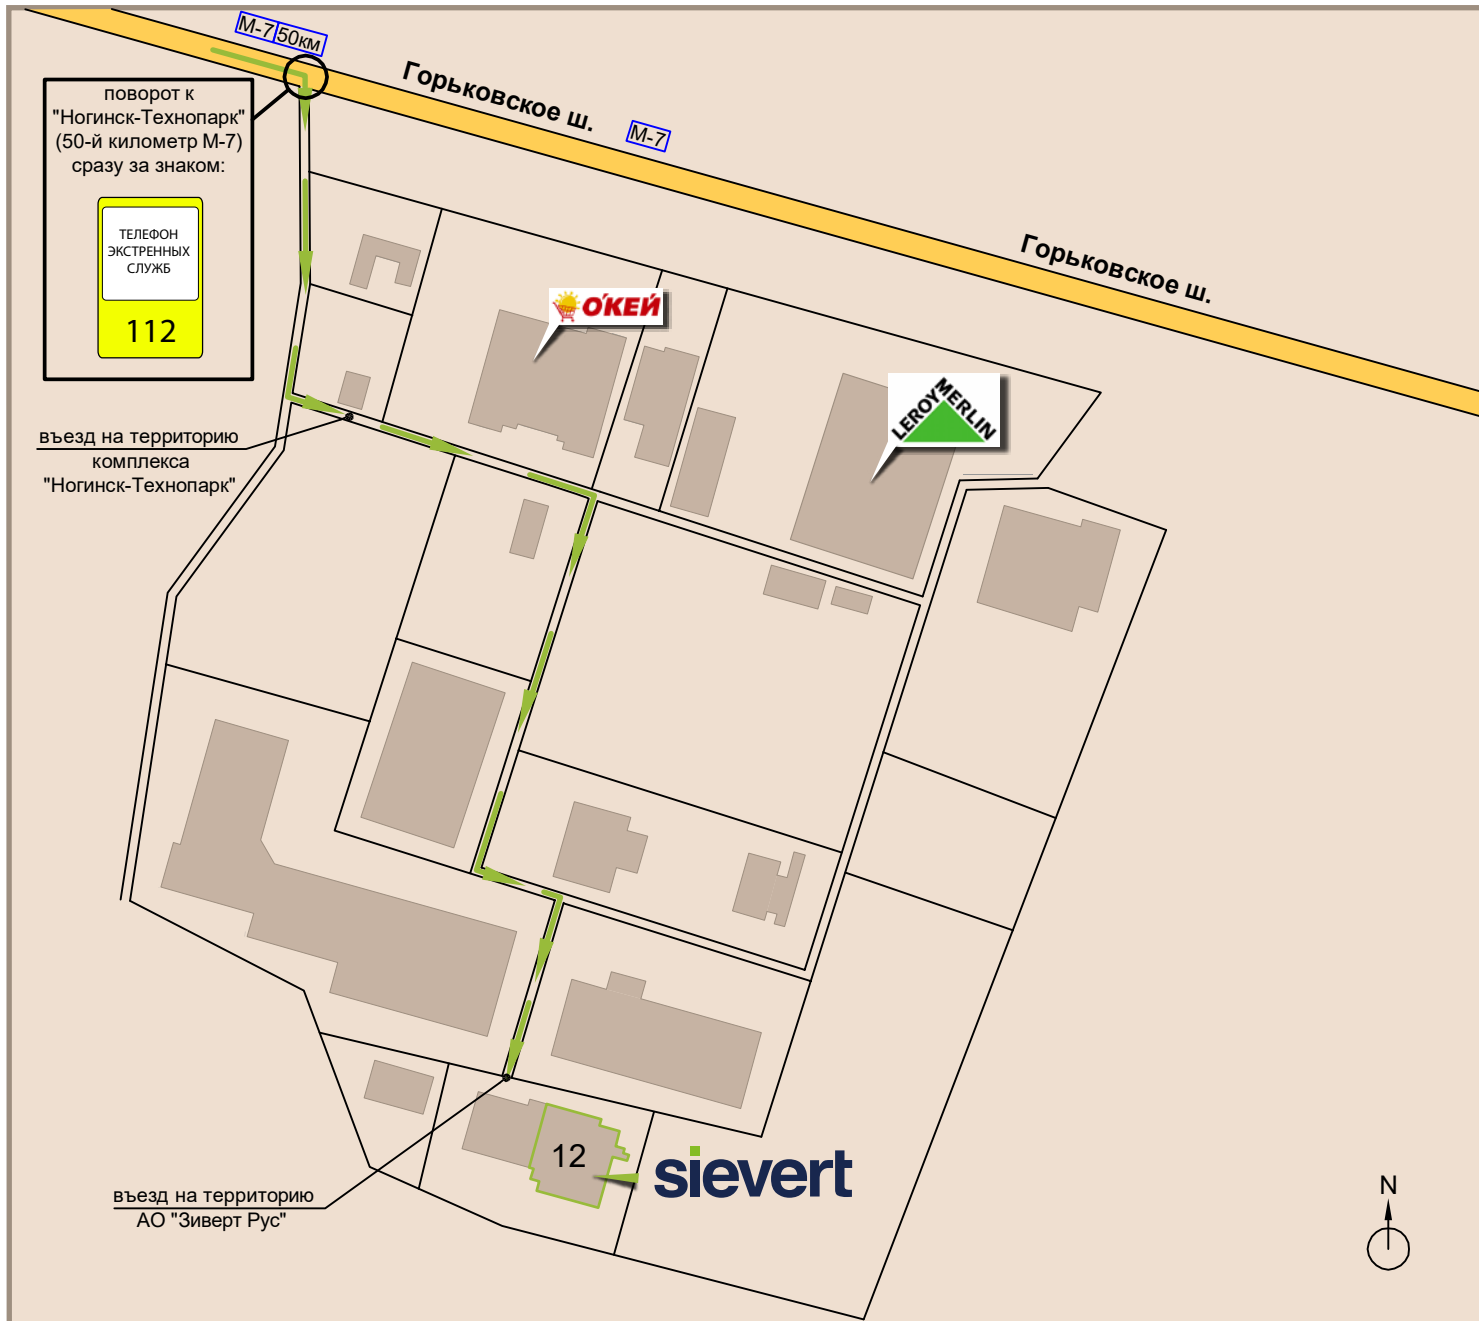 М-7 50км
Горьковское ш.
М-7
поворот к
"Ногинск-Технопарк"
(50-й километр М-7)
сразу за знаком:
ТЕЛЕФОН
ЭКСТРЕННЫХ
СЛУЖБ
112
Горьковское ш.
О'КЕЙ
LEROY MERLIN
въезд на территорию
комплекса
"Ногинск-Технопарк"
12
sievert
въезд на территорию
АО "Зиверт Рус"
N